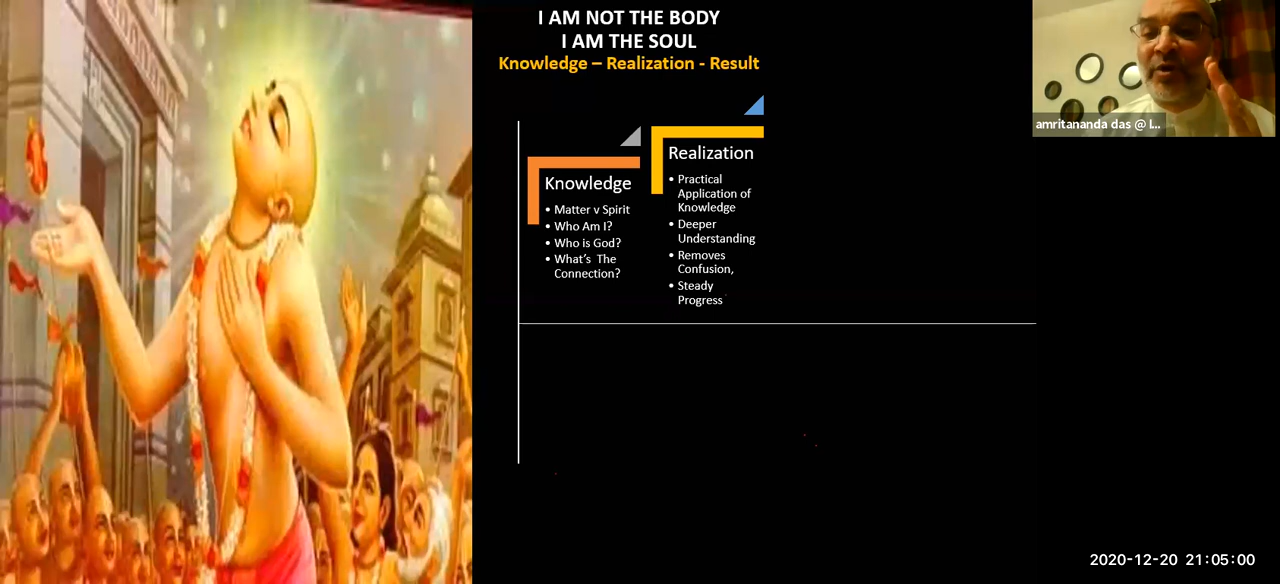 I AM NOT THE BODY
I AM THE SOUL
Knowledge – Realization - Result
Knowledge
• Matter v Spirit
• Who Am I?
• Who is God?
• What's The
Connection?
Realization
• Practical
Application of
Knowledge
• Deeper
Understanding
• Removes
Confusion,
• Steady
Progress
amritananda das @ I...
2020-12-20 21:05:00